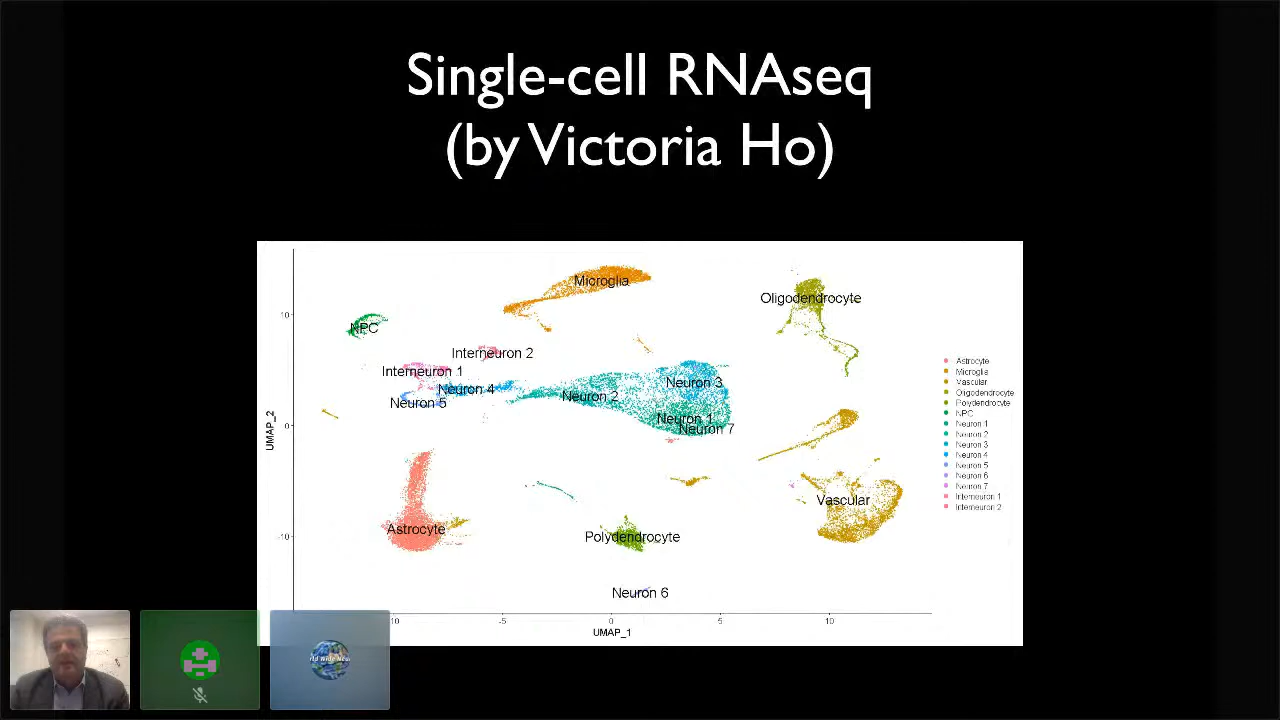 Single-cell RNAseq
(by Victoria Ho)
Microglia
Oligodendrocyte
10
NPC
Interneuron 2
Interneuron 1
Neuron 3
Neuron 4
Neuron 2
Neuron 5
Neuron 1
Neuron 7
UMAP_2
0
Vascular
Astrocyte
Polydendrocyte
-10
Neuron 6
10
-5
0
5
10
UMAP_1
Astrocyte
Microglia
Vascular
Oligodendrocyte
Polydendrocyte
NPC
Neuron 1
Neuron 2
Neuron 3
Neuron 4
Neuron 5
Neuron 6
Neuron 7
Interneuron 1
Interneuron 2